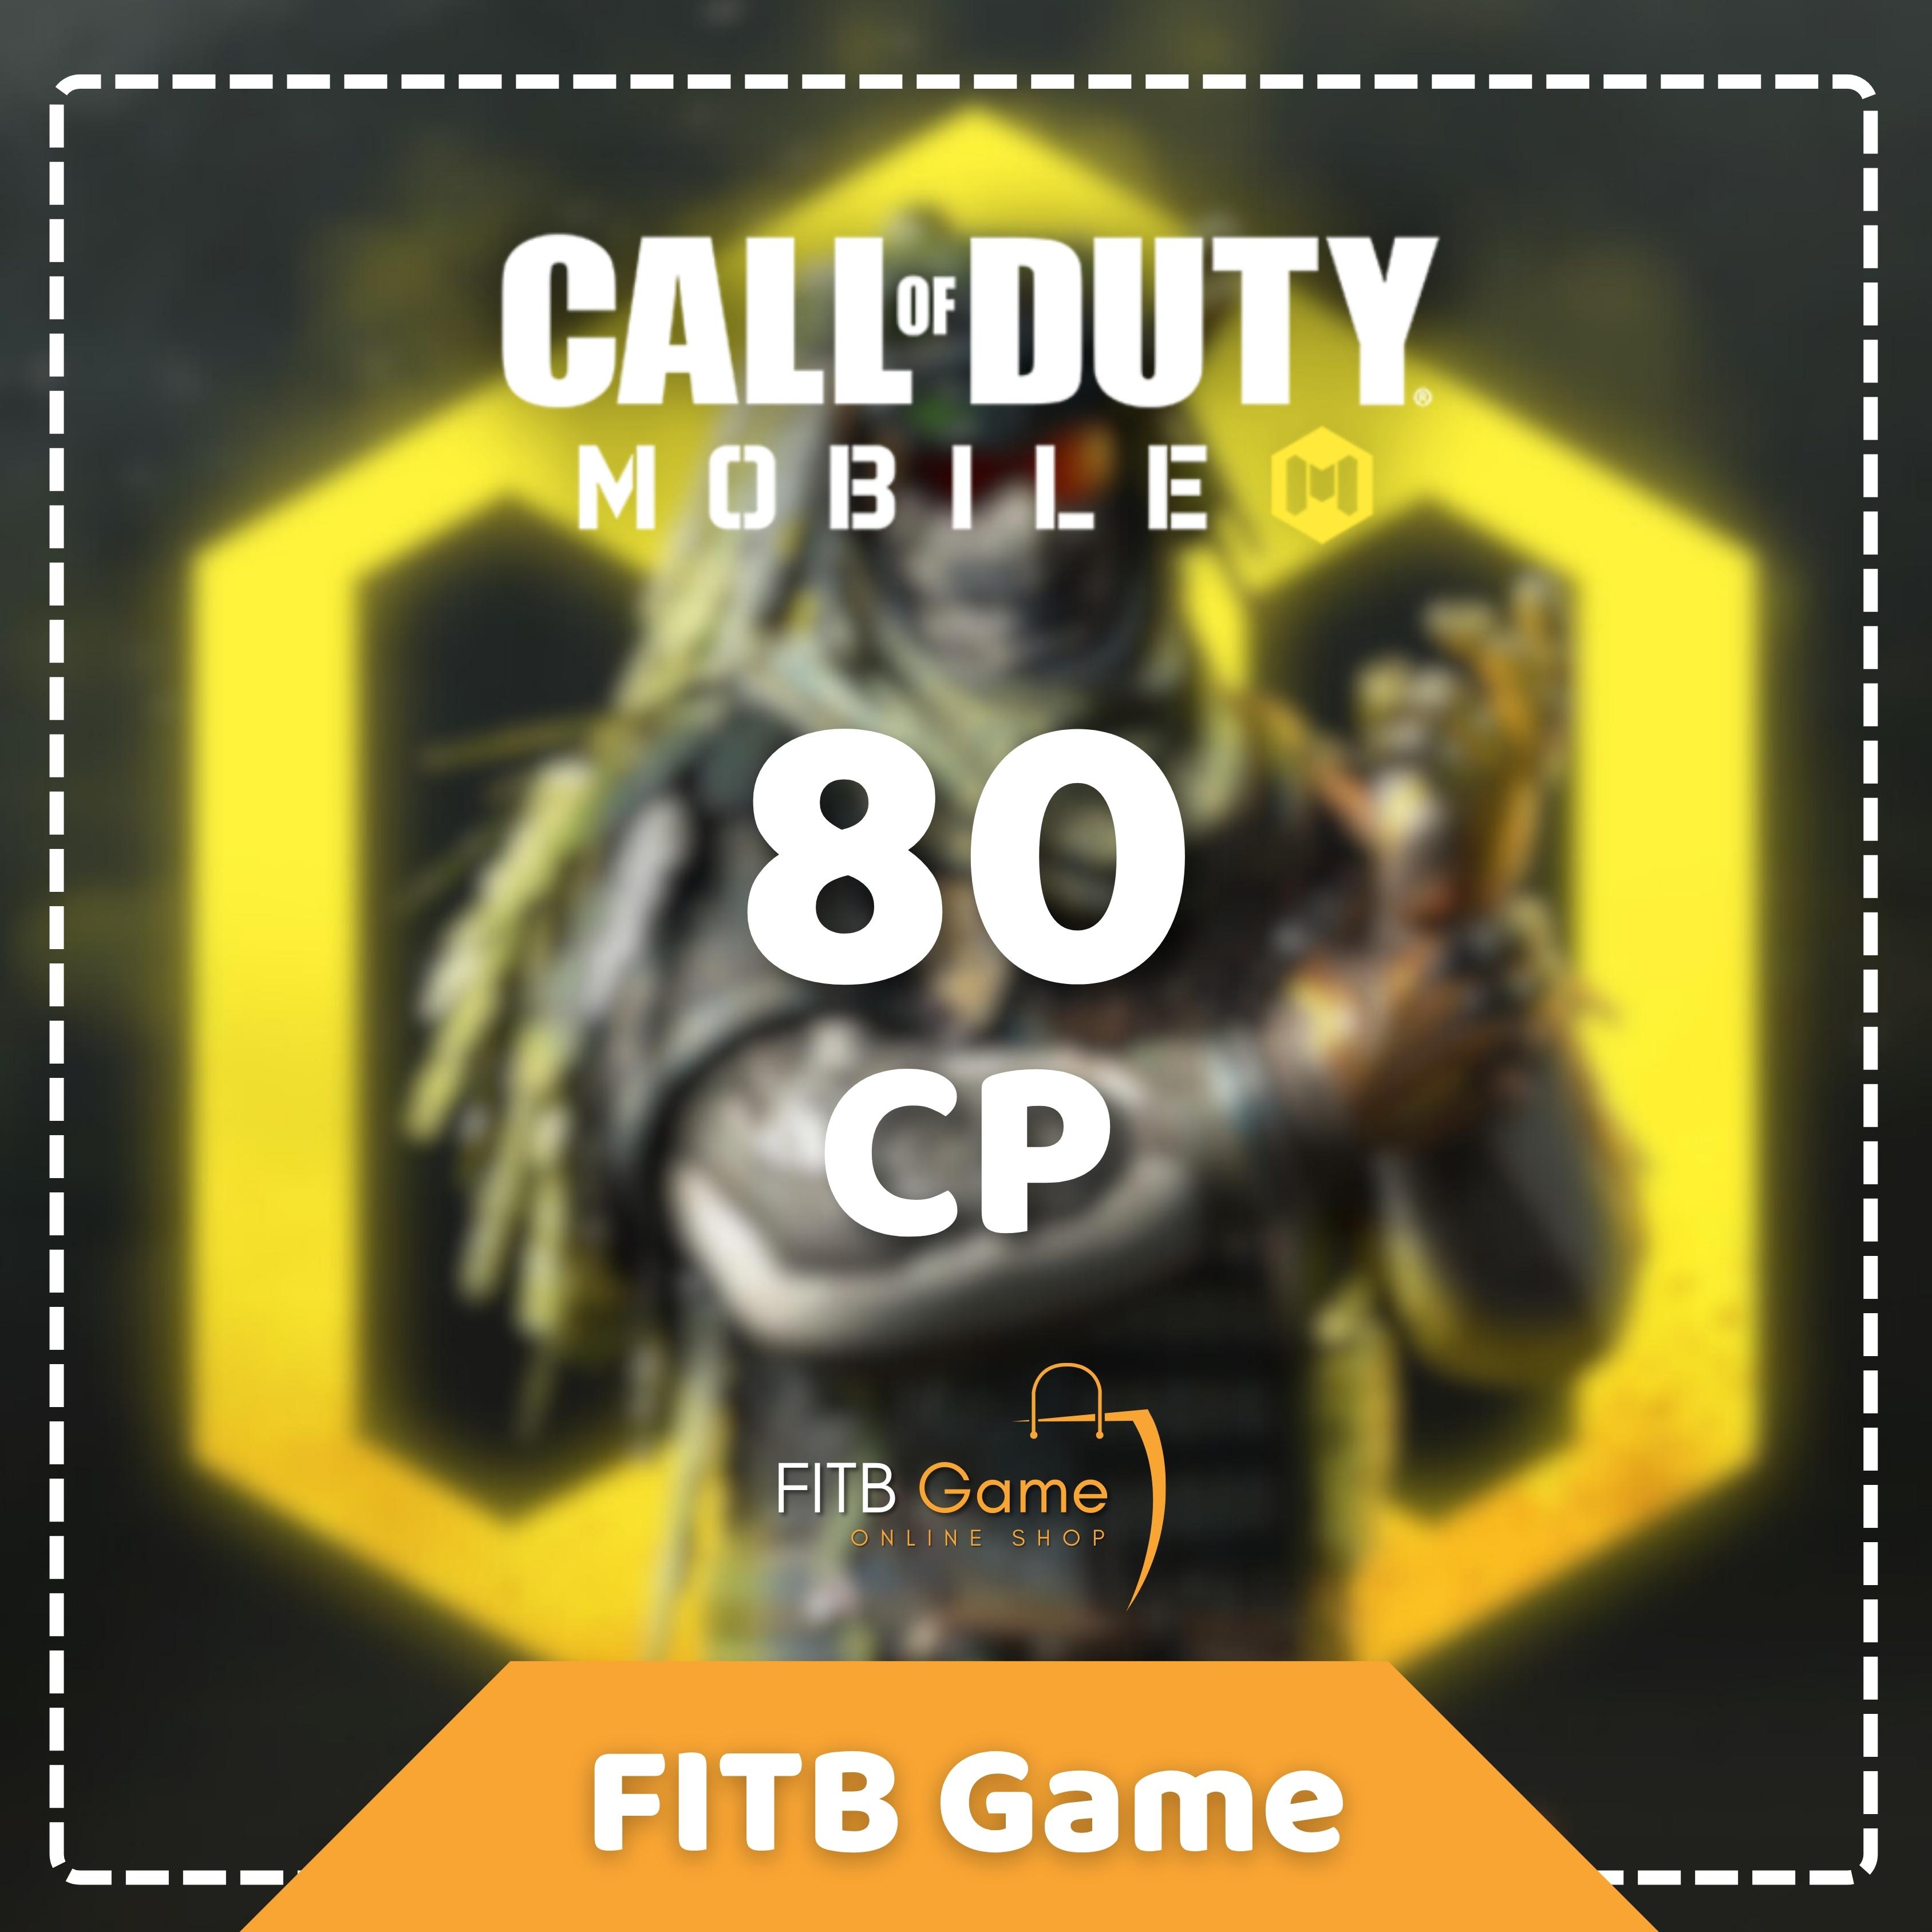 CALL OF DUTY®
MOBILE
80
CP
FITB Game
ONLINE SHOP
FITB Game